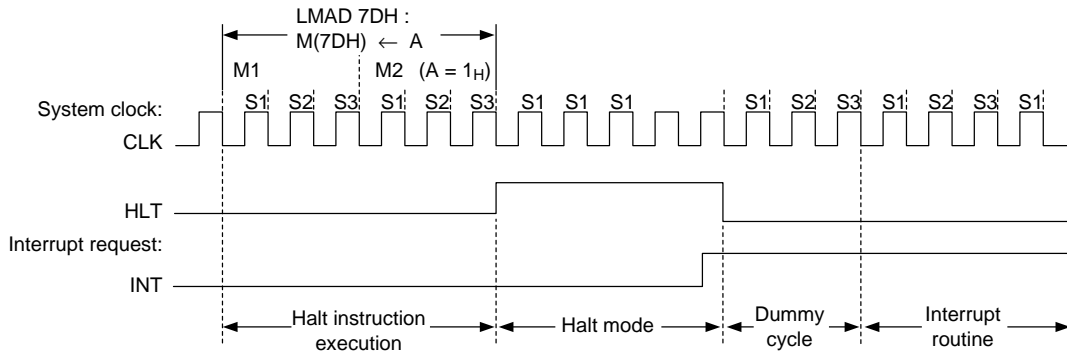 LMAD 7DH :
M(7DH) ← A
M1 M2 (A = 1H)
System clock: S1 S2 S3 S1 S2 S3 S1 S1 S1 S1 S2 S3 S1 S2 S3 S1
CLK
HLT
Interrupt request:
INT
Halt instruction execution
Halt mode
Dummy cycle
Interrupt routine